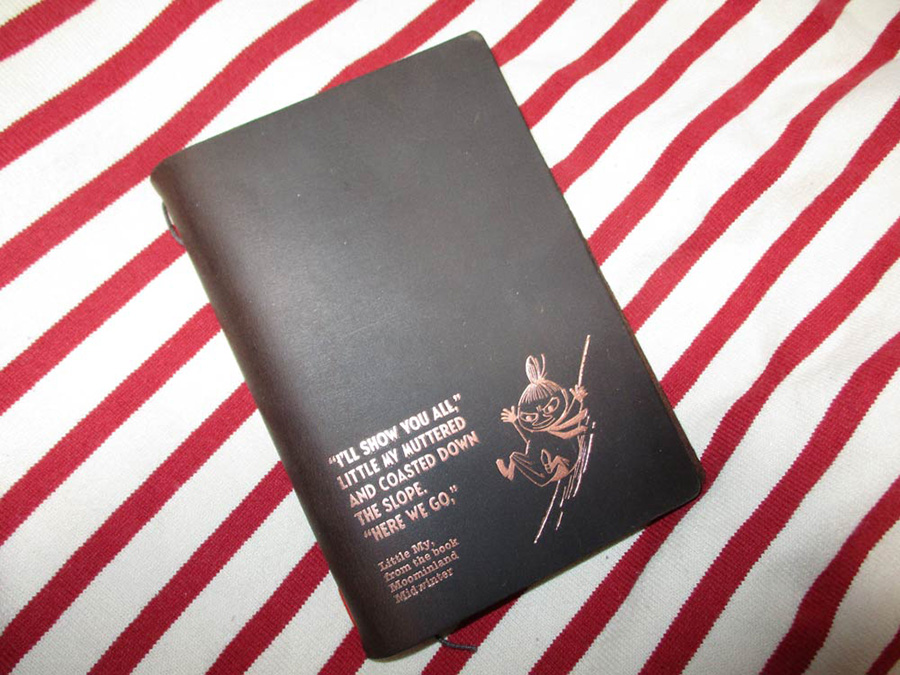 “I’LL SHOW YOU ALL,”
LITTLE MY MUTTERED
AND COASTED DOWN
THE SLOPE.
“HERE WE GO,”
Little My,
from the book
Moominland
Midwinter